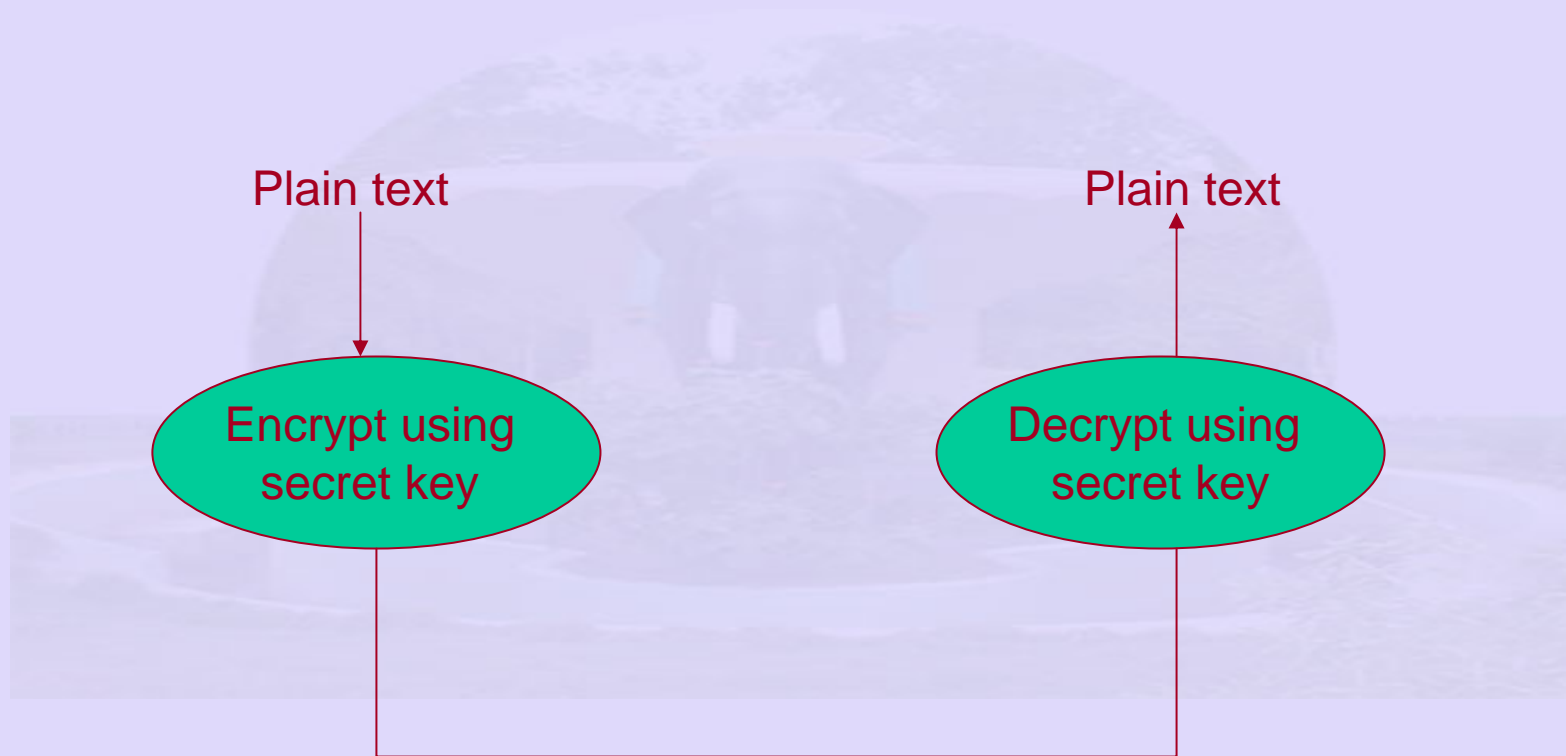 Plain text
Plain text
Encrypt using
secret key
Decrypt using
secret key